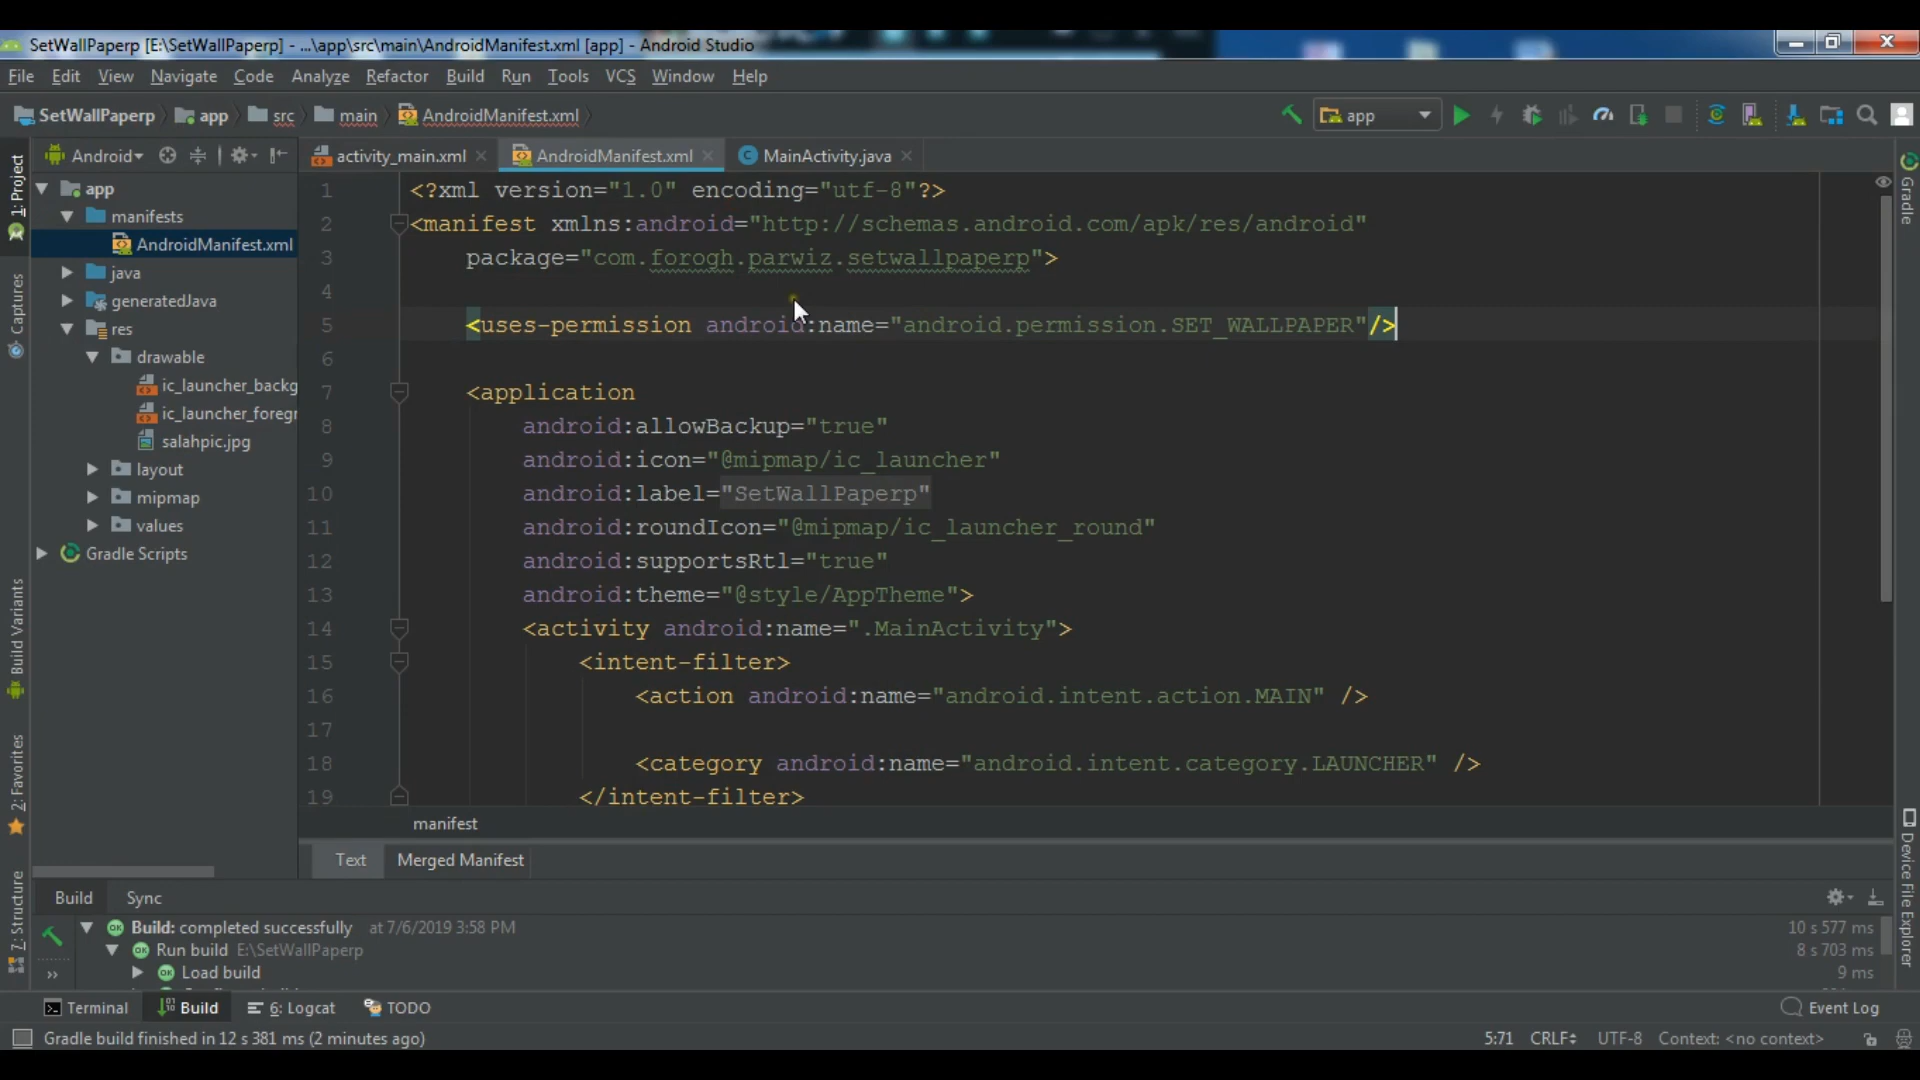 SetWallPaperp [E:\SetWallPaperp] - ...\app\src\main\AndroidManifest.xml [app] - Android Studio
File Edit View Navigate Code Analyze Refactor Build Run Tools VCS Window Help
SetWallPaperp app src main AndroidManifest.xml app
1: Project
Captures
Build Variants
2: Favorites
7: Structure
Android
app
manifests
AndroidManifest.xml
java
generatedJava
res
drawable
ic_launcher_backg
ic_launcher_foregr
salahpic.jpg
layout
mipmap
values
Gradle Scripts
activity_main.xml AndroidManifest.xml MainActivity.java
1 <?xml version="1.0" encoding="utf-8"?>
2 <manifest xmlns:android="http://schemas.android.com/apk/res/android"
3 package="com.forogh.parwiz.setwallpaperp">
4
5 <uses-permission android:name="android.permission.SET_WALLPAPER"/>
6
7 <application
8 android:allowBackup="true"
9 android:icon="@mipmap/ic_launcher"
10 android:label="SetWallPaperp"
11 android:roundIcon="@mipmap/ic_launcher_round"
12 android:supportsRtl="true"
13 android:theme="@style/AppTheme">
14 <activity android:name=".MainActivity">
15 <intent-filter>
16 <action android:name="android.intent.action.MAIN" />
17
18 <category android:name="android.intent.category.LAUNCHER" />
19 </intent-filter>
manifest
Text Merged Manifest
Gradle
Device File Explorer
Build Sync
Build: completed successfully at 7/6/2019 3:58 PM 10 s 577 ms
Run build E:\SetWallPaperp 8 s 703 ms
Load build 9 ms
Terminal Build 6: Logcat TODO Event Log
Gradle build finished in 12 s 381 ms (2 minutes ago) 5:71 CRLF UTF-8 Context: <no context>